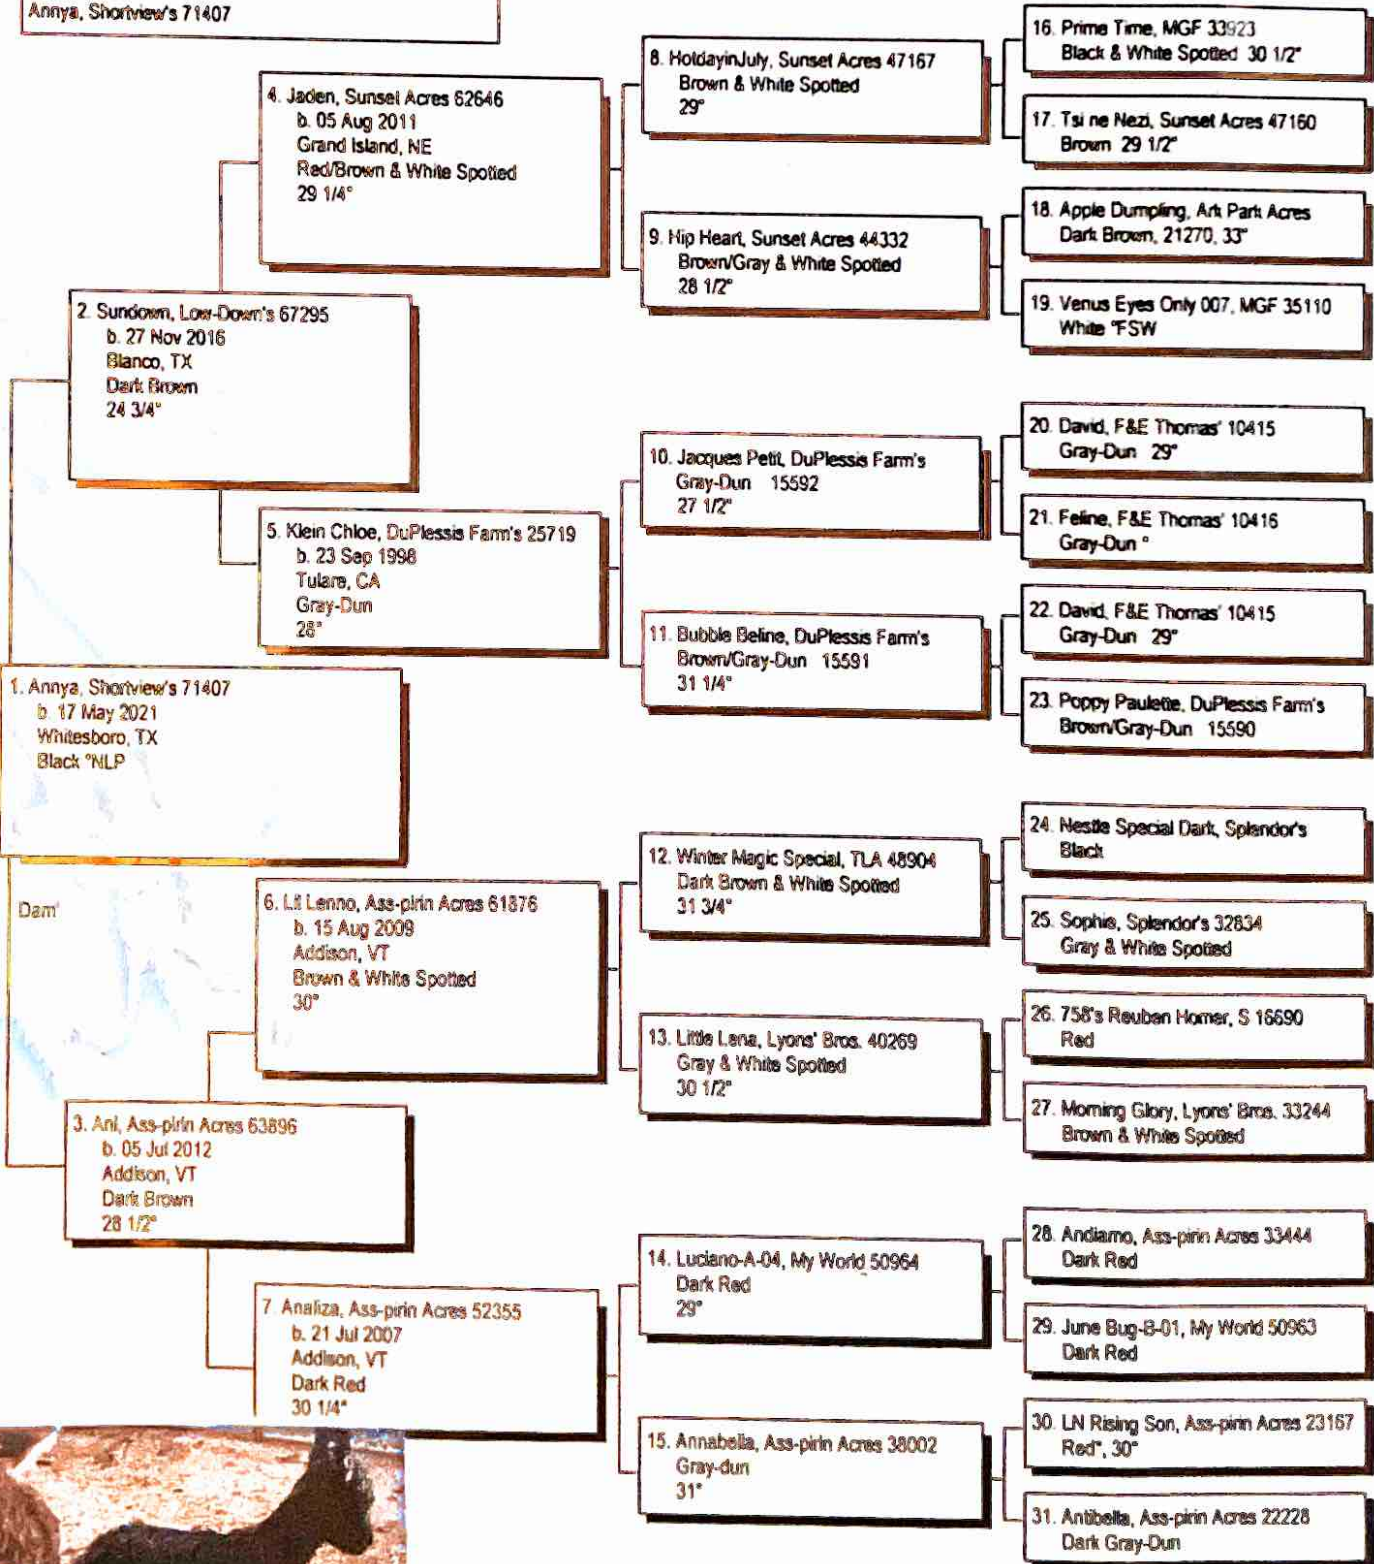 Annya, Shortview's 71407
16. Prime Time, MGF 33923
Black & White Spotted 30 1/2"
8. HotdayinJuly, Sunset Acres 47167
Brown & White Spotted
29"
4. Jaden, Sunset Acres 62646
b. 05 Aug 2011
Grand Island, NE
Red/Brown & White Spotted
29 1/4"
17. Tsi ne Nezi, Sunset Acres 47160
Brown 29 1/2"
18. Apple Dumpling, Ark Park Acres
Dark Brown, 21270, 33"
9. Hip Heart, Sunset Acres 44332
Brown/Gray & White Spotted
28 1/2"
19. Venus Eyes Only 007, MGF 35110
White "FSW
2. Sundown, Low-Down's 67295
b. 27 Nov 2016
Blanco, TX
Dark Brown
24 3/4"
20. David, F&E Thomas' 10415
Gray-Dun 29"
10. Jacques Petit, DuPlessis Farm's
Gray-Dun 15592
27 1/2"
21. Feline, F&E Thomas' 10416
Gray-Dun "
5. Klein Chloe, DuPlessis Farm's 25719
b. 23 Sep 1998
Tulare, CA
Gray-Dun
28"
22. David, F&E Thomas' 10415
Gray-Dun 29"
11. Bubble Beline, DuPlessis Farm's
Brown/Gray-Dun 15591
31 1/4"
23. Poppy Paulette, DuPlessis Farm's
Brown/Gray-Dun 15590
1. Annya, Shortview's 71407
b. 17 May 2021
Whitesboro, TX
Black "NLP
24. Nestle Special Dark, Splendor's
Black
12. Winter Magic Special, TLA 48904
Dark Brown & White Spotted
31 3/4"
25. Sophie, Splendor's 32834
Gray & White Spotted
Dam
6. Lil Lenno, Ass-pirin Acres 61876
b. 15 Aug 2009
Addison, VT
Brown & White Spotted
30"
26. 758's Reuben Homer, S 16690
Red
13. Little Lena, Lyons' Bros. 40269
Gray & White Spotted
30 1/2"
27. Morning Glory, Lyons' Bros. 33244
Brown & White Spotted
3. Ani, Ass-pirin Acres 63896
b. 05 Jul 2012
Addison, VT
Dark Brown
28 1/2"
28. Andiamo, Ass-pirin Acres 33444
Dark Red
14. Luciano-A-04, My World 50964
Dark Red
29"
29. June Bug-B-01, My World 50963
Dark Red
7. Analiza, Ass-pirin Acres 52355
b. 21 Jul 2007
Addison, VT
Dark Red
30 1/4"
30. LN Rising Son, Ass-pirin Acres 23167
Red", 30"
15. Annabella, Ass-pirin Acres 38002
Gray-dun
31"
31. Antibella, Ass-pirin Acres 22228
Dark Gray-Dun